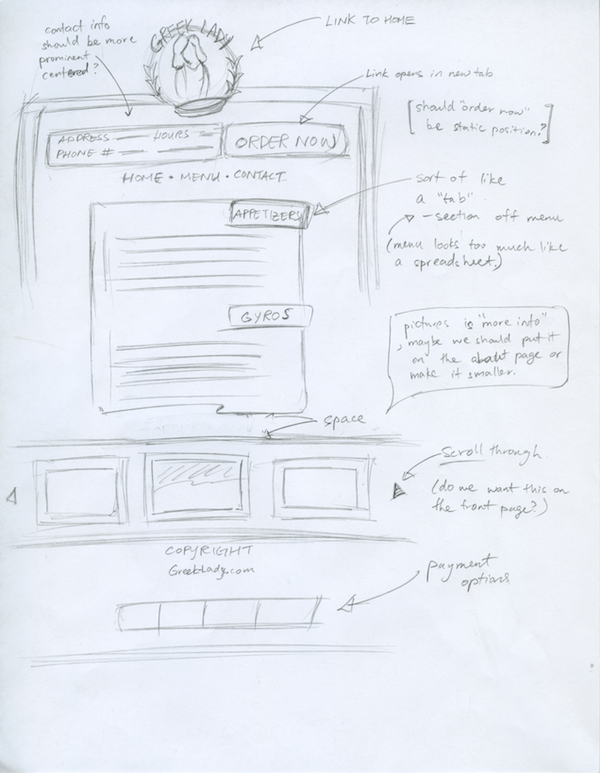 GREEK LADY
LINK TO HOME
contact info
should be more
prominent
centered?
Link opens in new tab
[should "order now"
be static position?]
ADDRESS HOURS
PHONE #
ORDER NOW
HOME • MENU • CONTACT
sort of like
a "tab"
- section off menu
(menu looks too much like
a spreadsheet.)
APPETIZERS
GYROS
pictures is "more info"
, maybe we should put it
on the about page or
make it smaller.
space
scroll through
(do we want this on
the front page?)
COPYRIGHT
GreekLady.com
payment
options